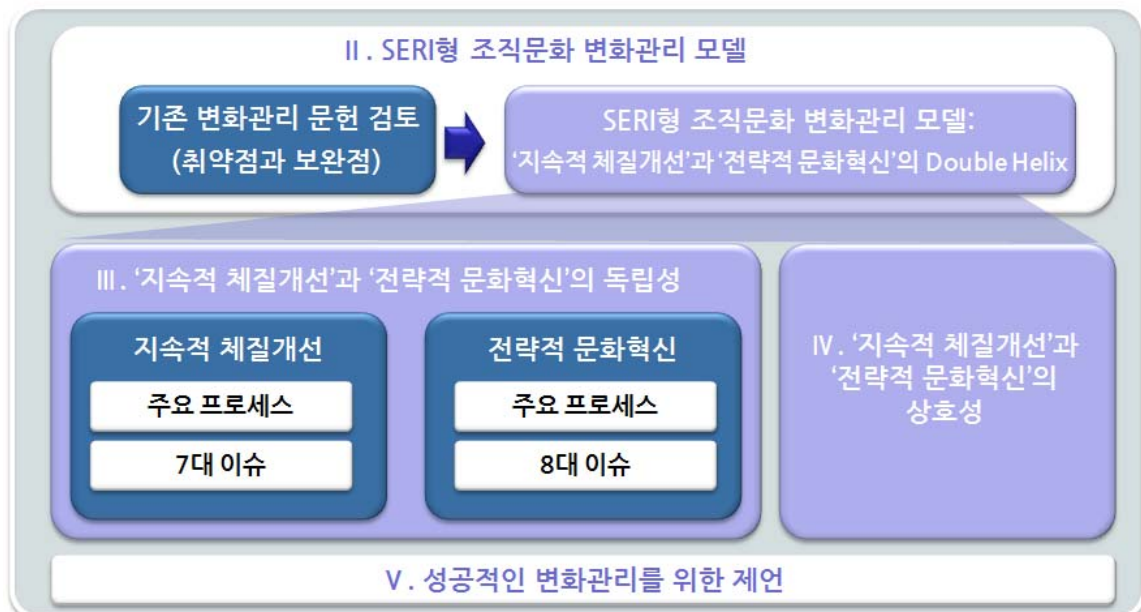 Ⅱ. SERI형 조직문화 변화관리 모델
기존 변화관리 문헌 검토
(취약점과 보완점)
SERI형 조직문화 변화관리 모델:
‘지속적 체질개선’과 ‘전략적 문화혁신’의 Double Helix
Ⅲ. ‘지속적 체질개선’과 ‘전략적 문화혁신’의 독립성
지속적 체질개선
주요 프로세스
7대 이슈
전략적 문화혁신
주요 프로세스
8대 이슈
Ⅳ. ‘지속적 체질개선’과
‘전략적 문화혁신’의
상호성
Ⅴ. 성공적인 변화관리를 위한 제언